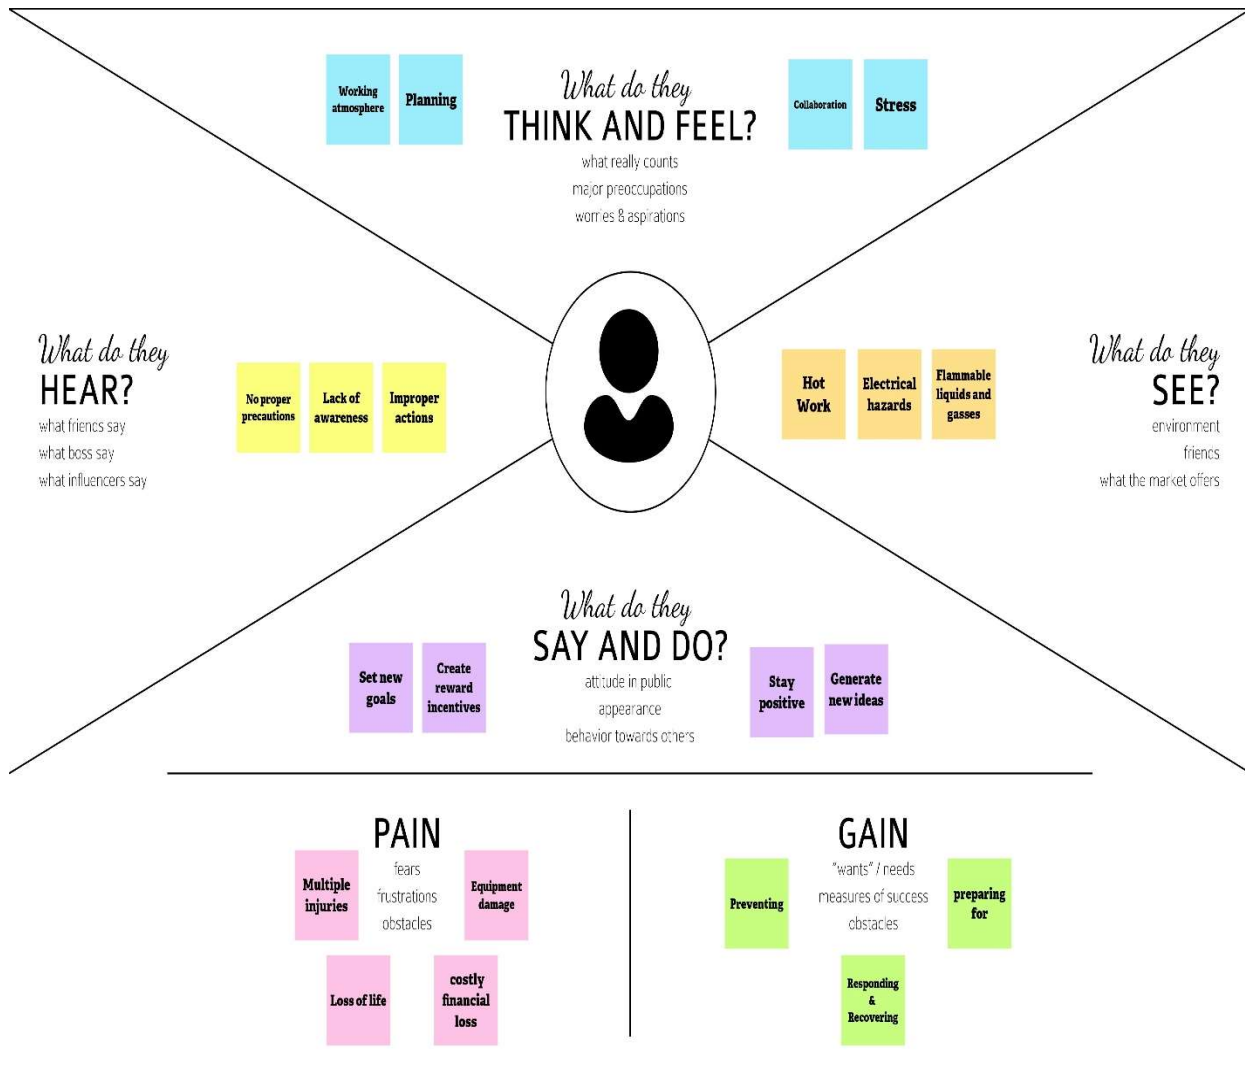 Working
atmosphere
Planning
What do they
THINK AND FEEL?
what really counts
major preoccupations
worries & aspirations
Collaboration
Stress
What do they
HEAR?
what friends say
what boss say
what influencers say
No proper
precautions
Lack of
awareness
Improper
actions
Hot
Work
Electrical
hazards
Flammable
liquids and
gasses
What do they
SEE?
environment
friends
what the market offers
What do they
SAY AND DO?
attitude in public
appearance
behavior towards others
Set new
goals
Create
reward
incentives
Stay
positive
Generate
new ideas
PAIN
fears
frustrations
obstacles
Multiple
injuries
Equipment
damage
Loss of life
costly
financial
loss
GAIN
"wants" / needs
measures of success
obstacles
Preventing
preparing
for
Responding
&
Recovering